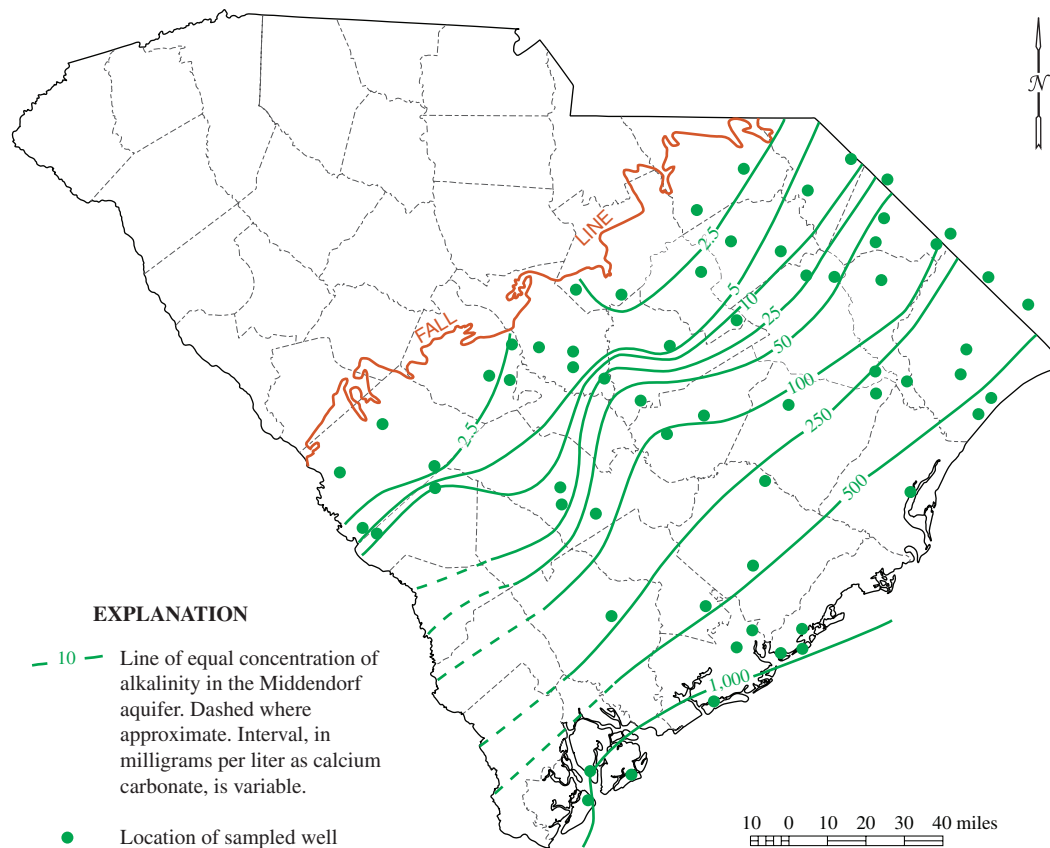 N
LINE
FALL
2.5
5
10
25
50
100
250
500
2.5
1,000
EXPLANATION
10
Line of equal concentration of
alkalinity in the Middendorf
aquifer. Dashed where
approximate. Interval, in
milligrams per liter as calcium
carbonate, is variable.
Location of sampled well
10 0 10 20 30 40 miles